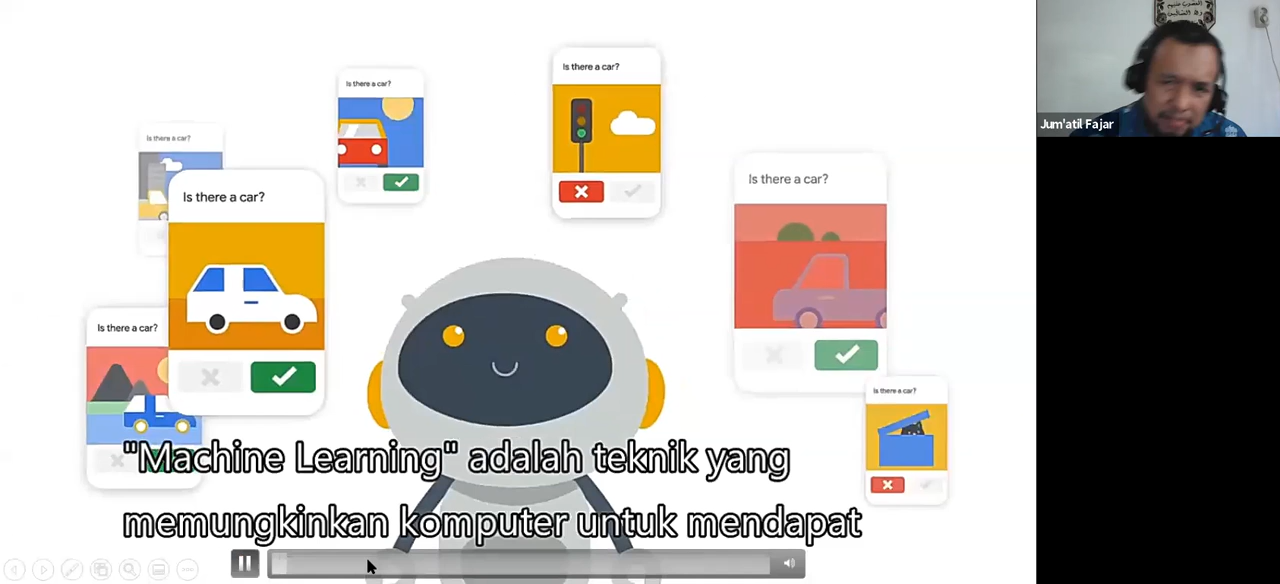 Is there a car?
Is there a car?
Is there a car?
Is there a car?
Is there a car?
Is there a car?
Is there a car?
"Machine Learning" adalah teknik yang
memungkinkan komputer untuk mendapat
Jum'atil Fajar